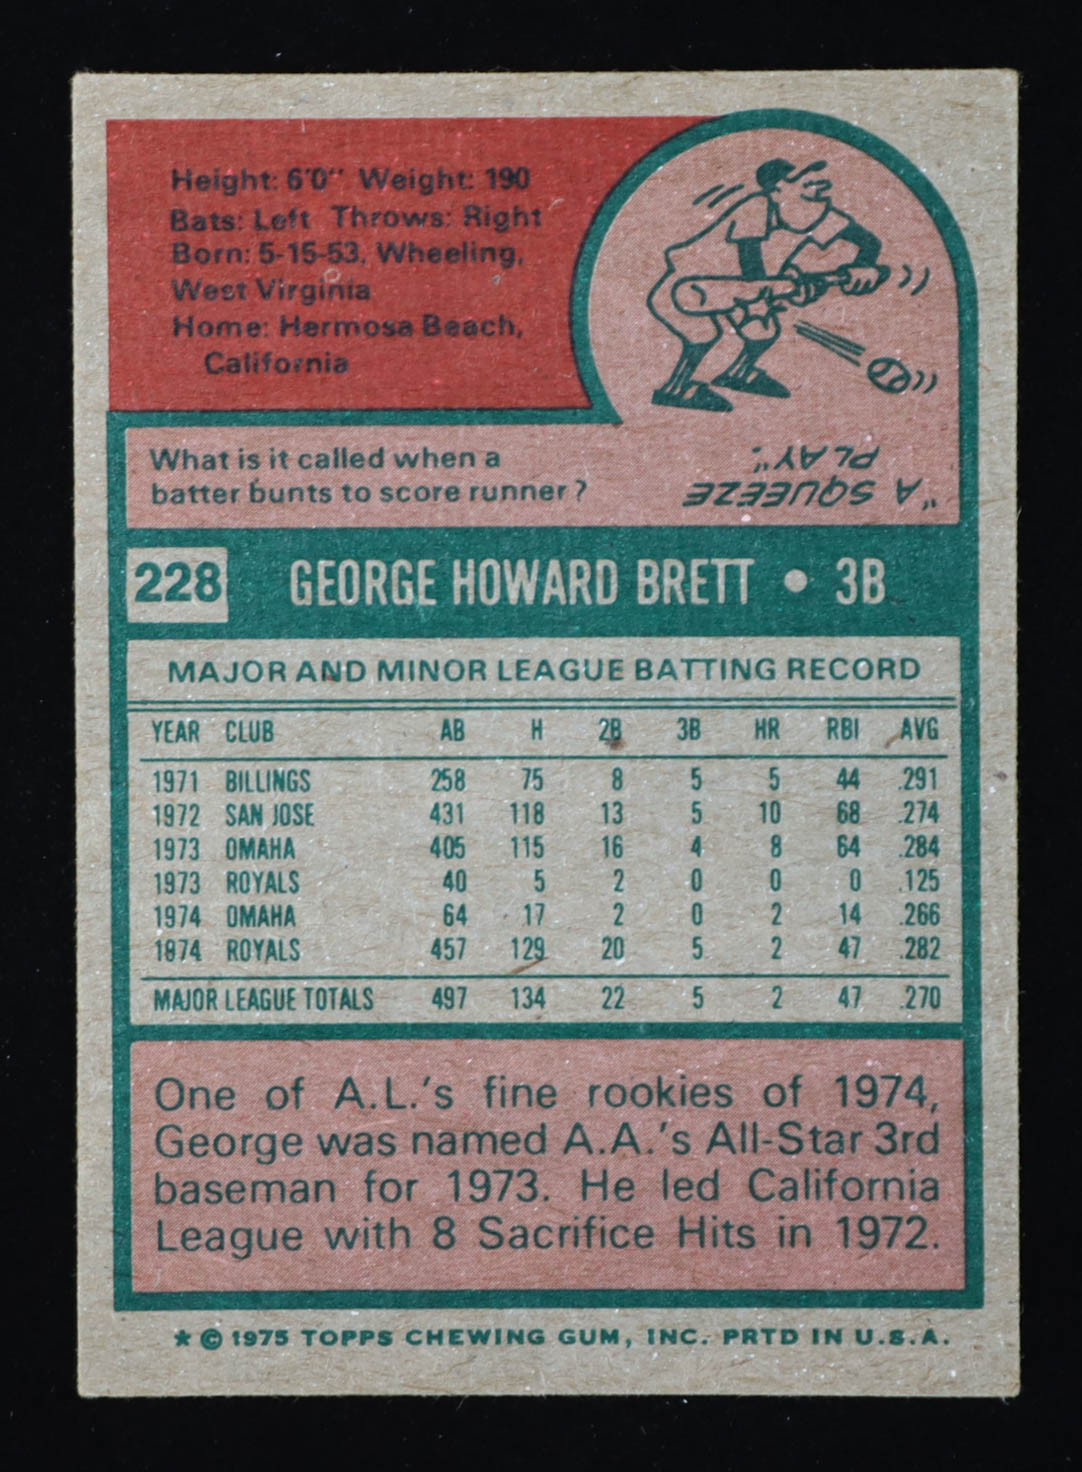 Height: 6'0" Weight: 190
Bats: Left Throws: Right
Born: 5-15-53, Wheeling,
West Virginia
Home: Hermosa Beach,
California
What is it called when a
batter bunts to score runner?
"A SQUEEZE
PLAY".
228 GEORGE HOWARD BRETT • 3B
MAJOR AND MINOR LEAGUE BATTING RECORD
YEAR CLUB AB H 2B 3B HR RBI AVG
1971 BILLINGS 258 75 8 5 5 44 .291
1972 SAN JOSE 431 118 13 5 10 68 .274
1973 OMAHA 405 115 16 4 8 64 .284
1973 ROYALS 40 5 2 0 0 0 .125
1974 OMAHA 64 17 2 0 2 14 .266
1974 ROYALS 457 129 20 5 2 47 .282
MAJOR LEAGUE TOTALS 497 134 22 5 2 47 .270
One of A.L.'s fine rookies of 1974,
George was named A.A.'s All-Star 3rd
baseman for 1973. He led California
League with 8 Sacrifice Hits in 1972.
★ © 1975 TOPPS CHEWING GUM, INC. PRTD IN U.S.A.